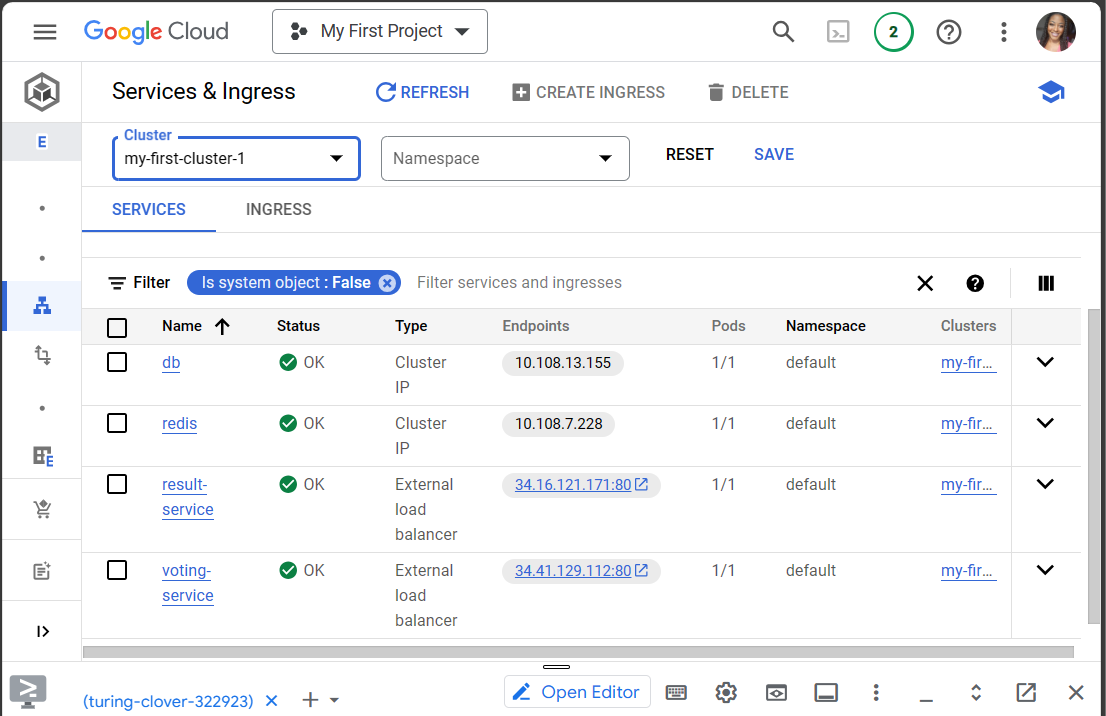 Google Cloud
My First Project
2
Services & Ingress
REFRESH
CREATE INGRESS
DELETE
E
Cluster
my-first-cluster-1
Namespace
RESET
SAVE
SERVICES
INGRESS
Filter
Is system object : False
Filter services and ingresses
Name Status Type Endpoints Pods Namespace Clusters
db OK Cluster 10.108.13.155 1/1 default my-fir...
IP
redis OK Cluster 10.108.7.228 1/1 default my-fir...
IP
result- OK External 34.16.121.171:80 1/1 default my-fir...
service load
balancer
voting- OK External 34.41.129.112:80 1/1 default my-fir...
service load
balancer
E
(turing-clover-322923)
Open Editor